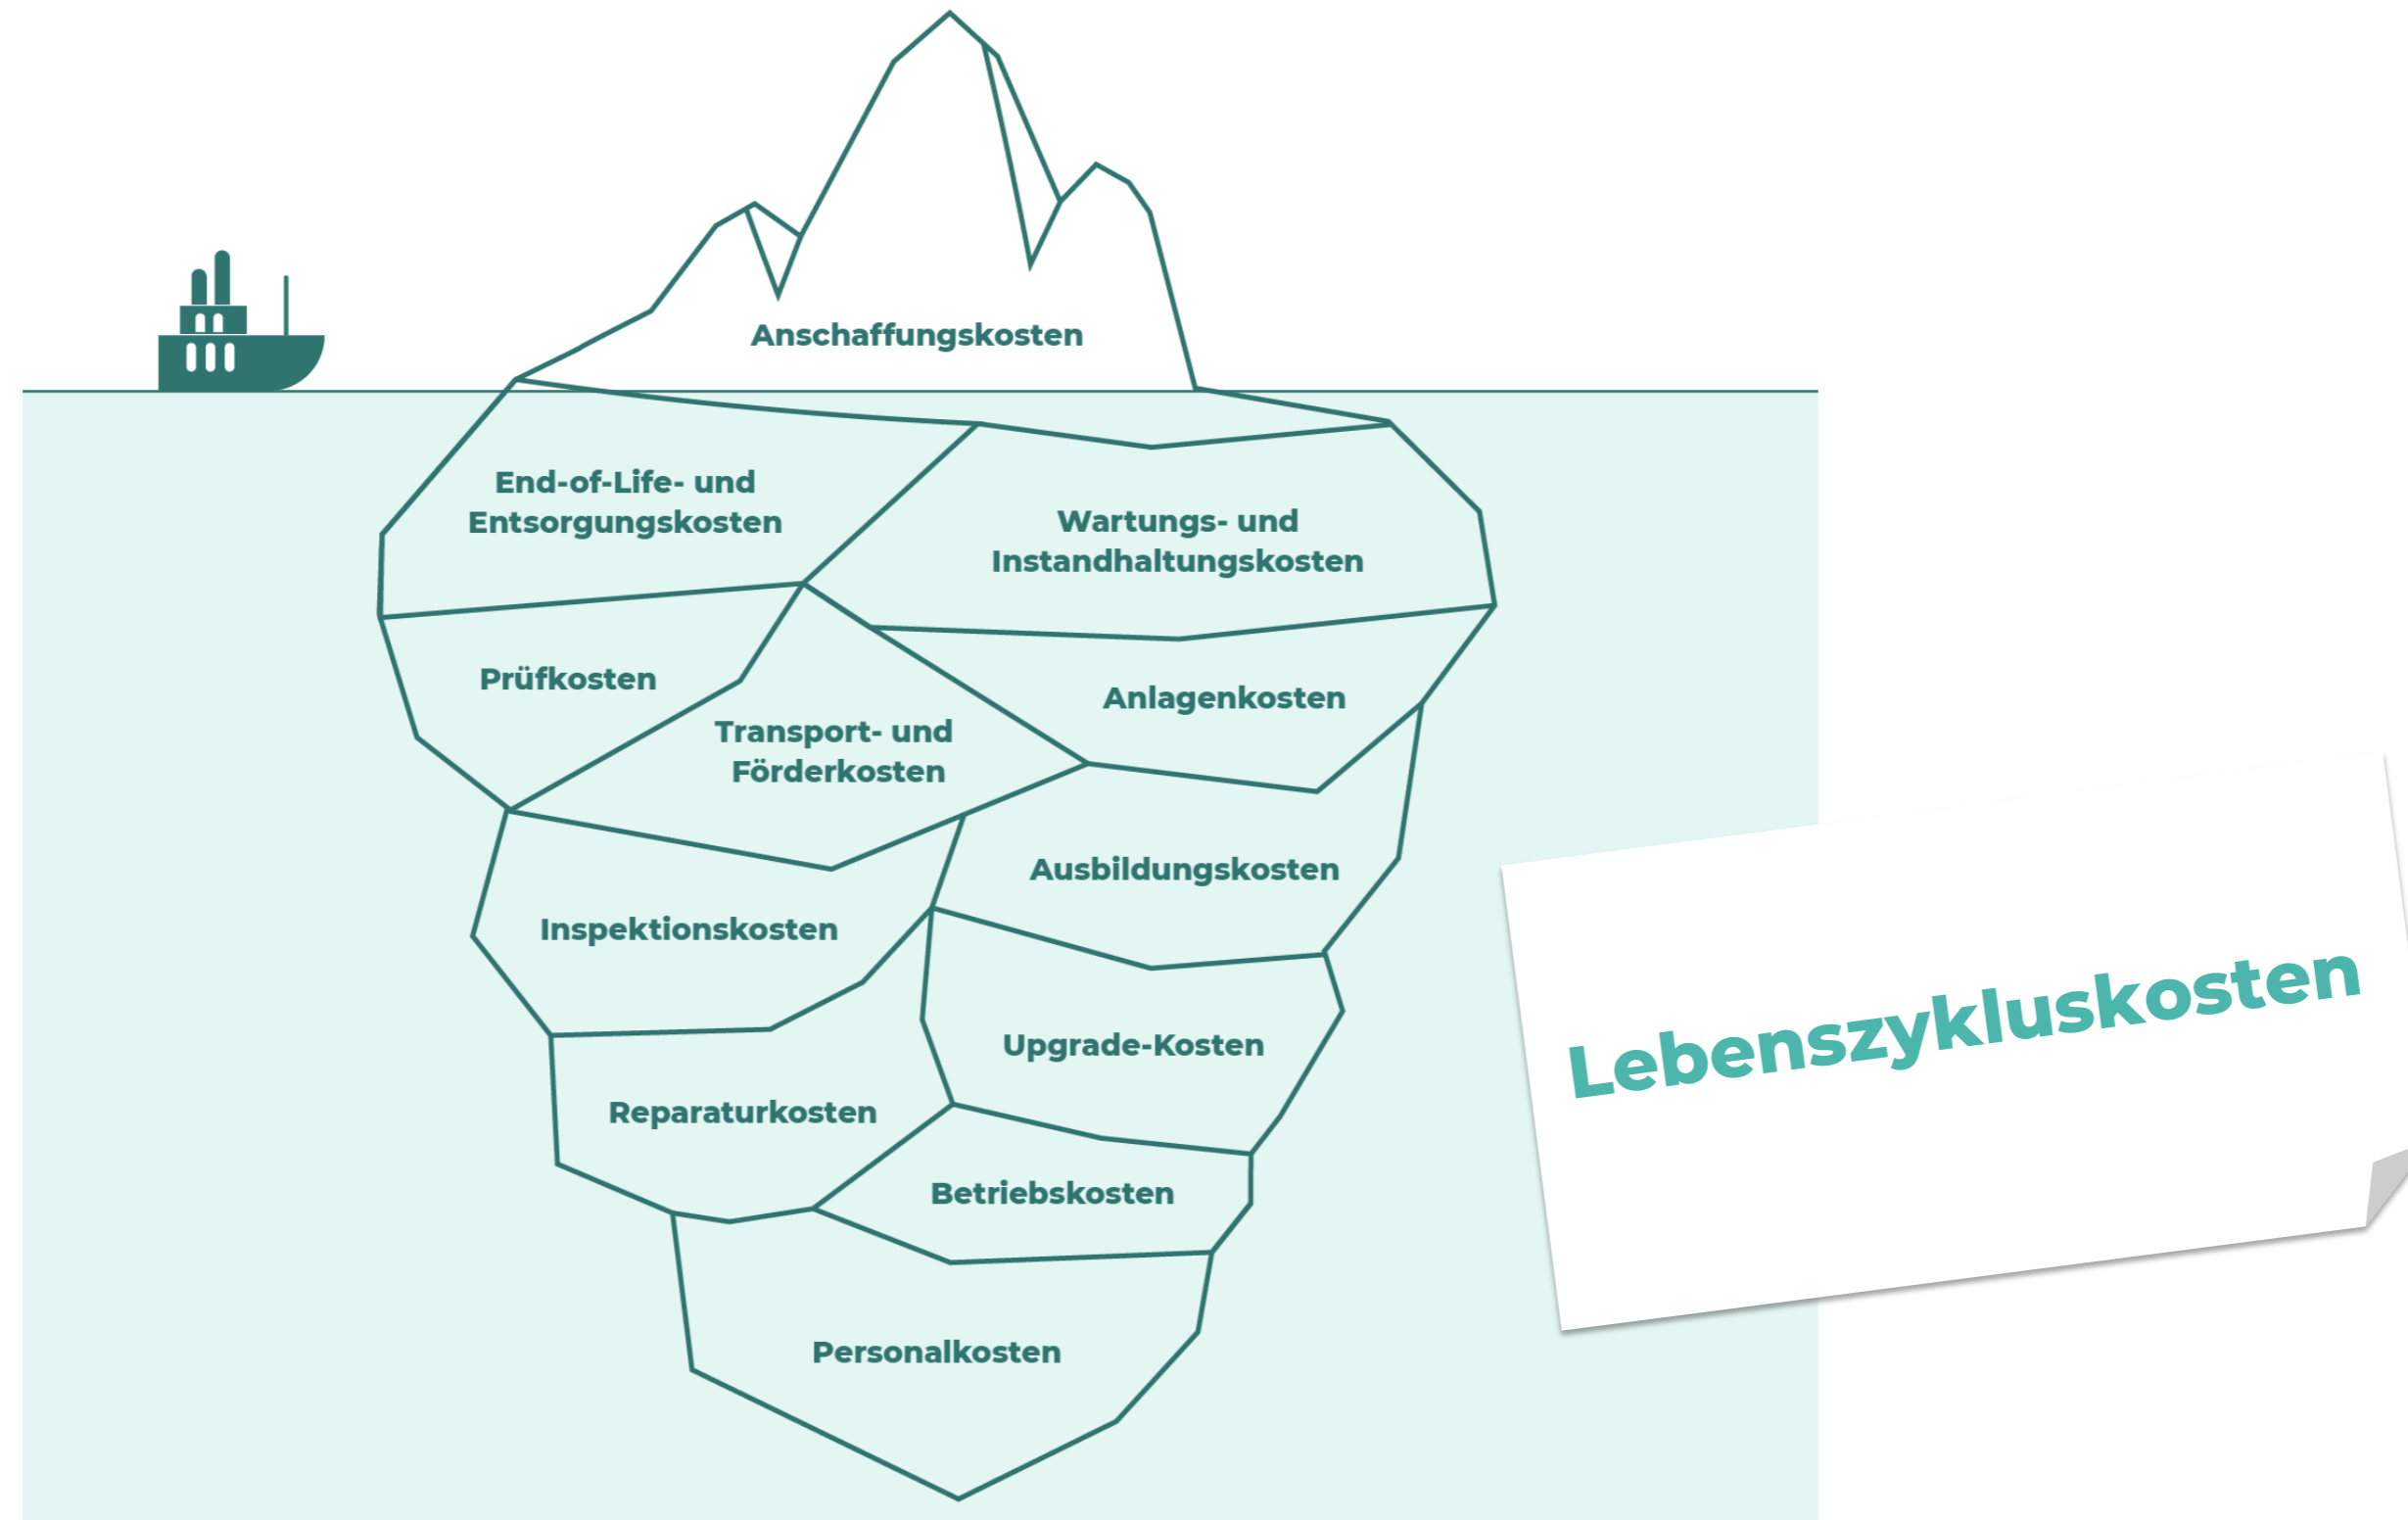 Anschaffungskosten
End-of-Life- und
Entsorgungskosten
Wartungs- und
Instandhaltungskosten
Prüfkosten
Anlagenkosten
Transport- und
Förderkosten
Ausbildungskosten
Inspektionskosten
Upgrade-Kosten
Reparaturkosten
Betriebskosten
Personalkosten
Lebenszykluskosten